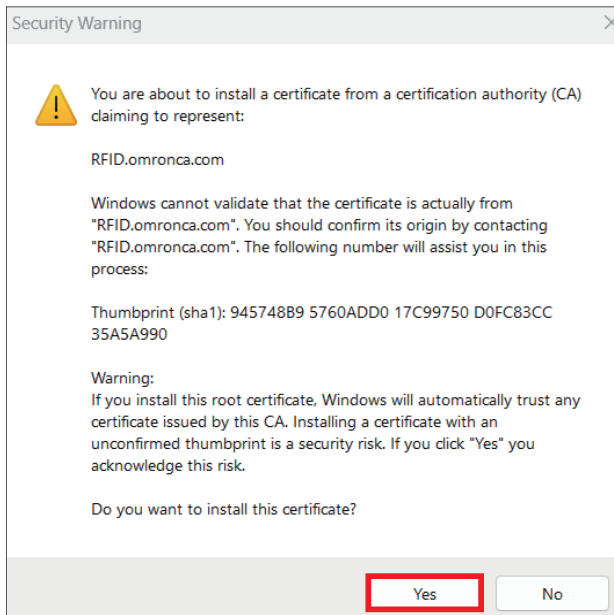 Security Warning
You are about to install a certificate from a certification authority (CA)
claiming to represent:
RFID.omronca.com
Windows cannot validate that the certificate is actually from
"RFID.omronca.com". You should confirm its origin by contacting
"RFID.omronca.com". The following number will assist you in this
process:
Thumbprint (sha1): 945748B9 5760ADD0 17C99750 D0FC83CC
35A5A990
Warning:
If you install this root certificate, Windows will automatically trust any
certificate issued by this CA. Installing a certificate with an
unconfirmed thumbprint is a security risk. If you click "Yes" you
acknowledge this risk.
Do you want to install this certificate?
Yes No